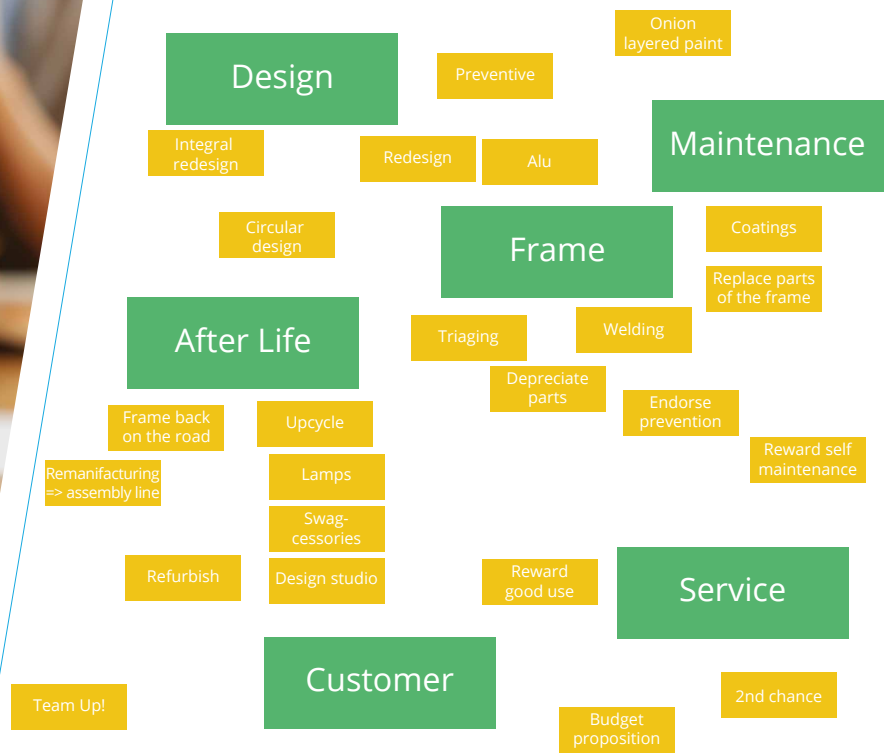 Onion
layered paint
Design
Preventive
Maintenance
Integral
redesign
Redesign
Alu
Circular
design
Frame
Coatings
Replace parts
of the frame
After Life
Triaging
Welding
Depreciate
parts
Endorse
prevention
Frame back
on the road
Upcycle
Reward self
maintenance
Remanifacturing
=> assembly line
Lamps
Swag-
cessories
Refurbish
Design studio
Reward
good use
Service
Customer
Team Up!
2nd chance
Budget
proposition